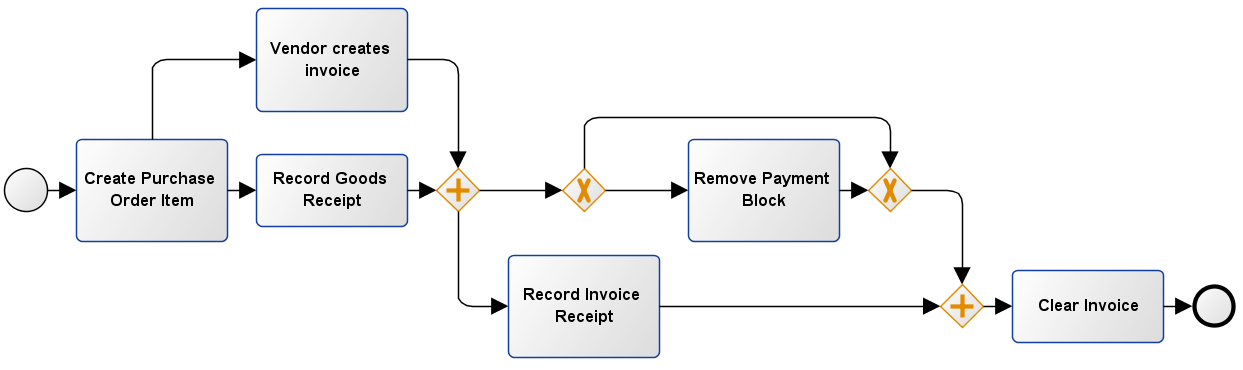 Vendor creates
invoice
Create Purchase
Order Item
Record Goods
Receipt
Remove Payment
Block
Record Invoice
Receipt
Clear Invoice